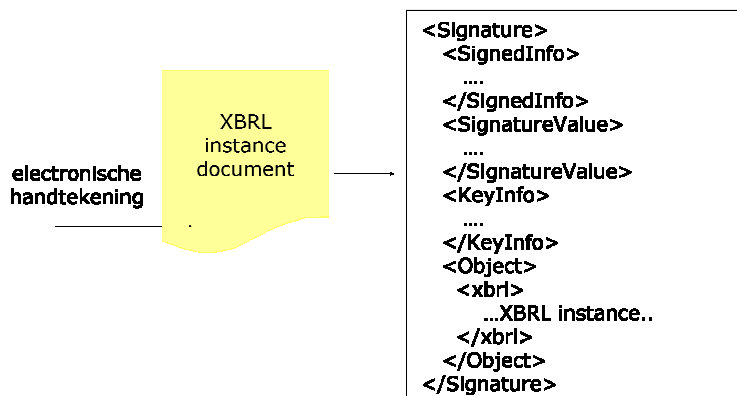 electronische
handtekening
XBRL
instance
document
<Signature>
<SignedInfo>
....
</SignedInfo>
<SignatureValue>
....
</SignatureValue>
<KeyInfo>
....
</KeyInfo>
<Object>
<xbrl>
...XBRL instance..
</xbrl>
</Object>
</Signature>